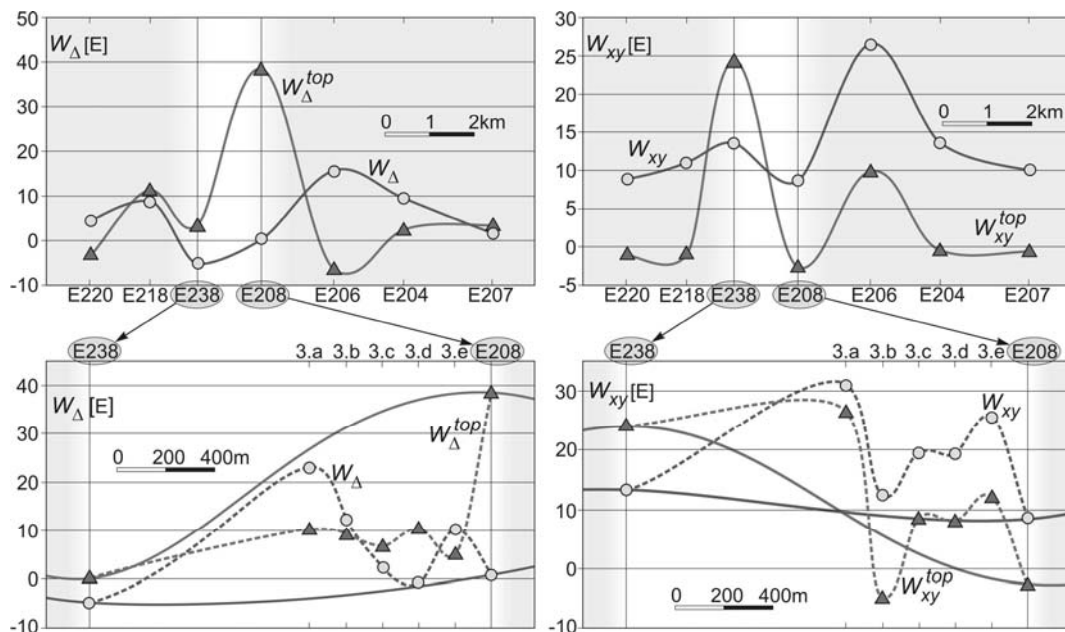 50
40
30
20
10
0
-10
W_Δ [E]
W_Δ^top
W_Δ
0 1 2km
E220 E218 E238 E208 E206 E204 E207
30
25
20
15
10
5
0
-5
W_xy [E]
W_xy
W_xy^top
0 1 2km
E220 E218 E238 E208 E206 E204 E207
E238 3.a 3.b 3.c 3.d 3.e E208
40
30
20
10
0
-10
W_Δ [E]
W_Δ^top
W_Δ
0 200 400m
E238 3.a 3.b 3.c 3.d 3.e E208
30
20
10
0
-10
W_xy [E]
W_xy
W_xy^top
0 200 400m